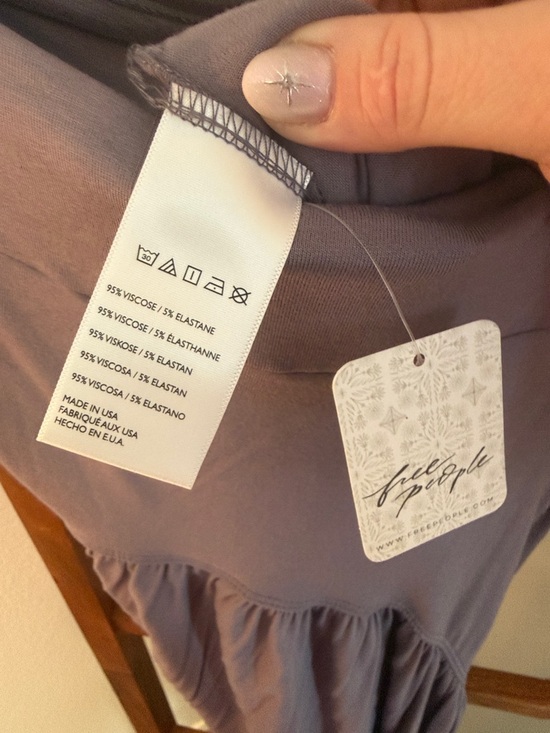 30
95% VISCOSE / 5% ELASTANE
95% VISCOSE / 5% ÉLASTHANNE
95% VISKOSE / 5% ELASTAN
95% VISCOSA / 5% ELASTAN
95% VISCOSA / 5% ELASTANO
MADE IN USA
FABRIQUÉ AUX USA
HECHO EN E.U.A.
free
people
WWW.FREEPEOPLE.COM